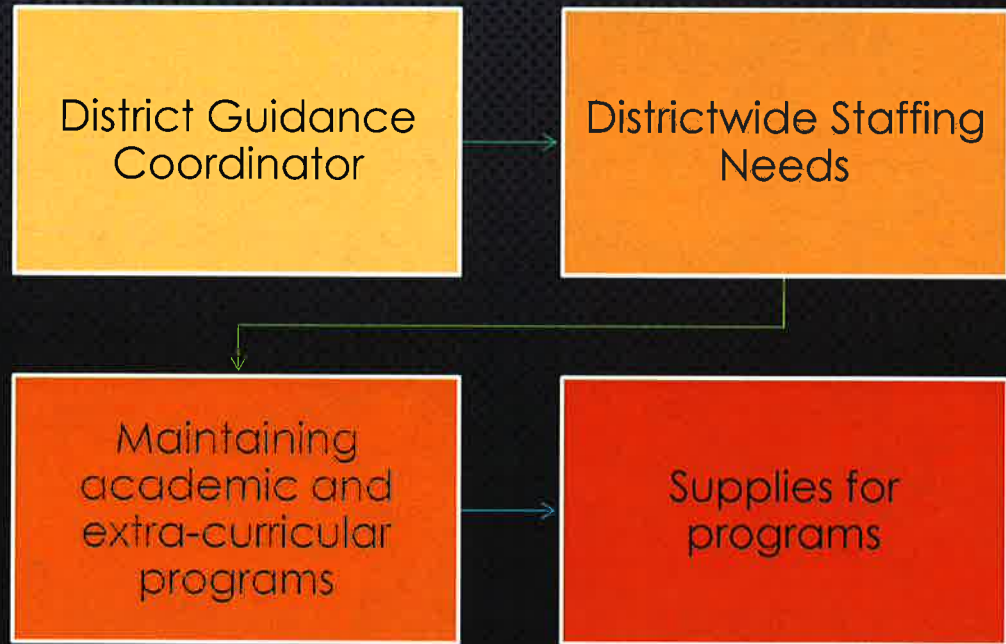 District Guidance
Coordinator
Districtwide Staffing
Needs
Maintaining
academic and
extra-curricular
programs
Supplies for
programs